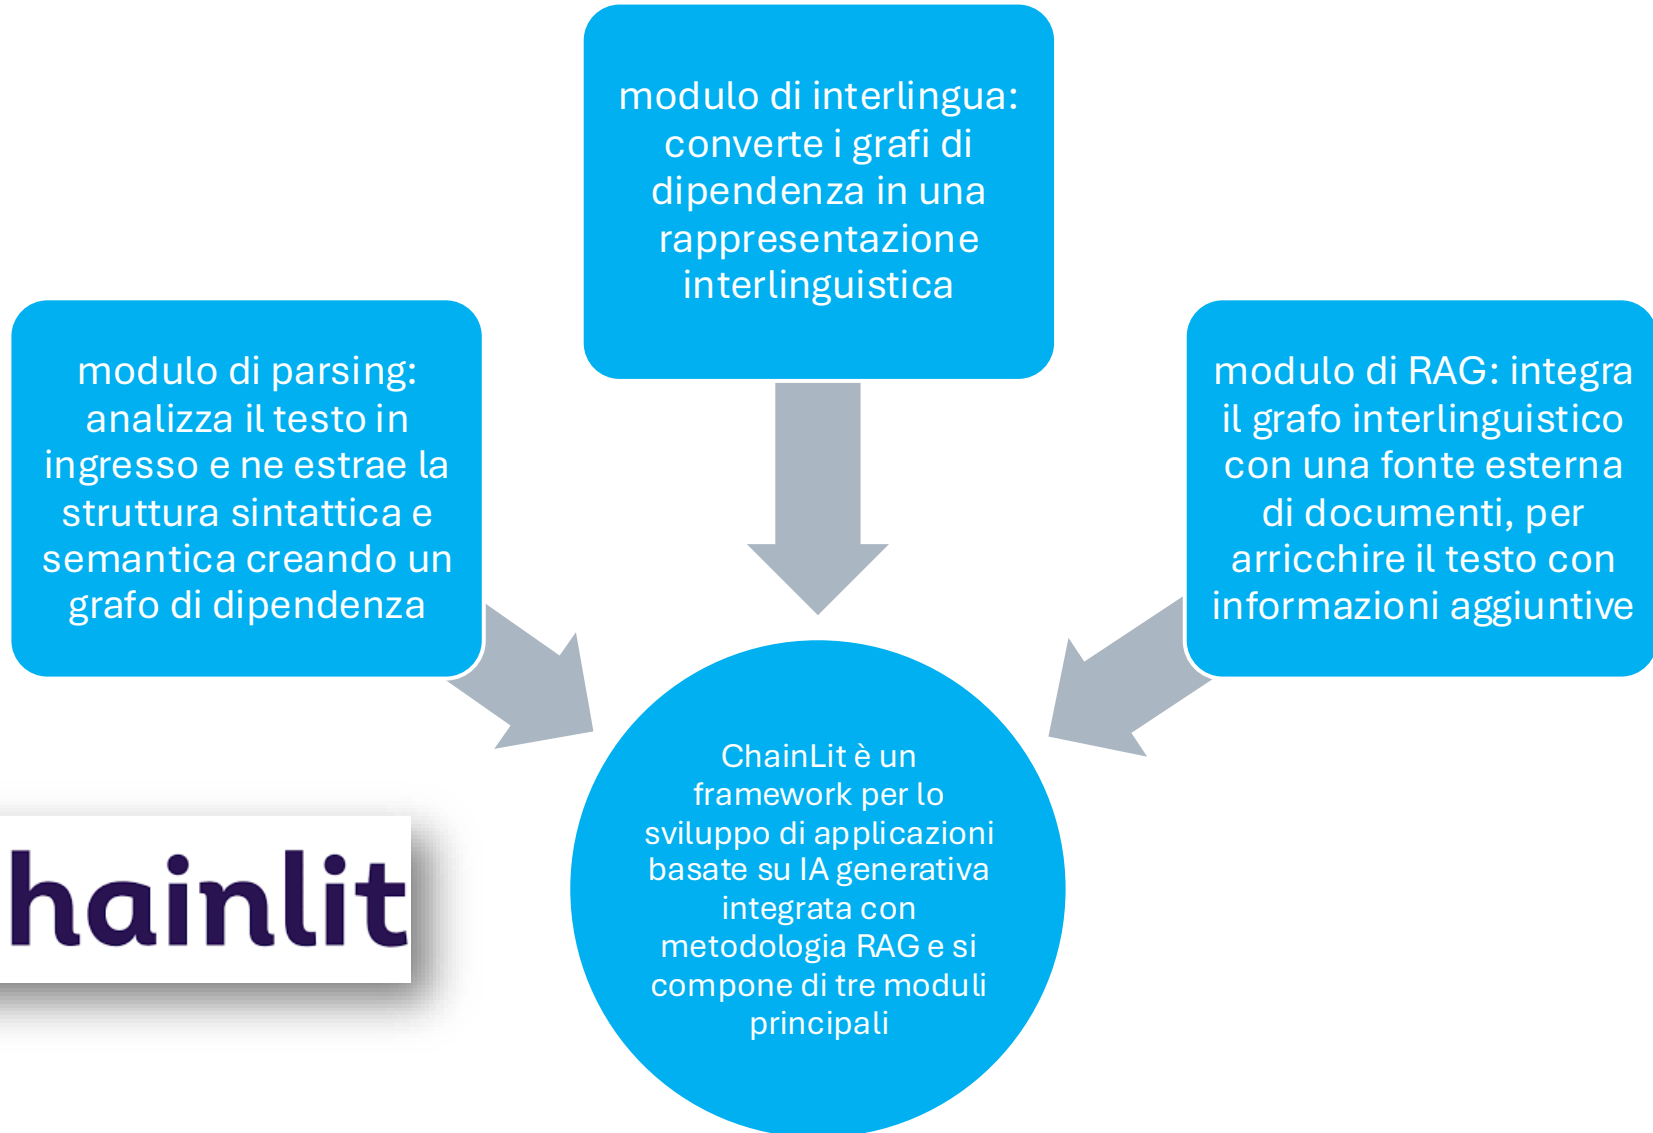 modulo di interlingua:
converte i grafi di
dipendenza in una
rappresentazione
interlinguistica
modulo di parsing:
analizza il testo in
ingresso e ne estrae la
struttura sintattica e
semantica creando un
grafo di dipendenza
modulo di RAG: integra
il grafo interlinguistico
con una fonte esterna
di documenti, per
arricchire il testo con
informazioni aggiuntive
ChainLit è un
framework per lo
sviluppo di applicazioni
basate su IA generativa
integrata con
metodologia RAG e si
compone di tre moduli
principali
hainlit